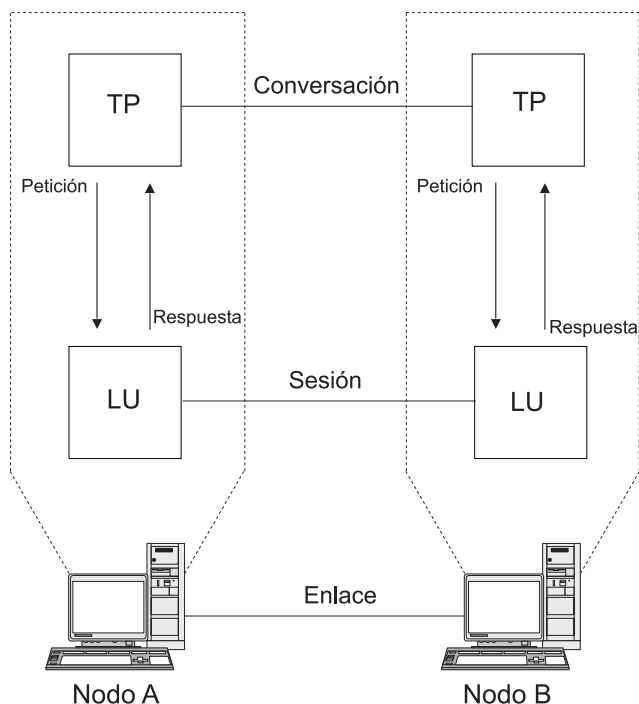 TP
Conversación
TP
Petición
Petición
Respuesta
Respuesta
LU
Sesión
LU
Enlace
Nodo A
Nodo B